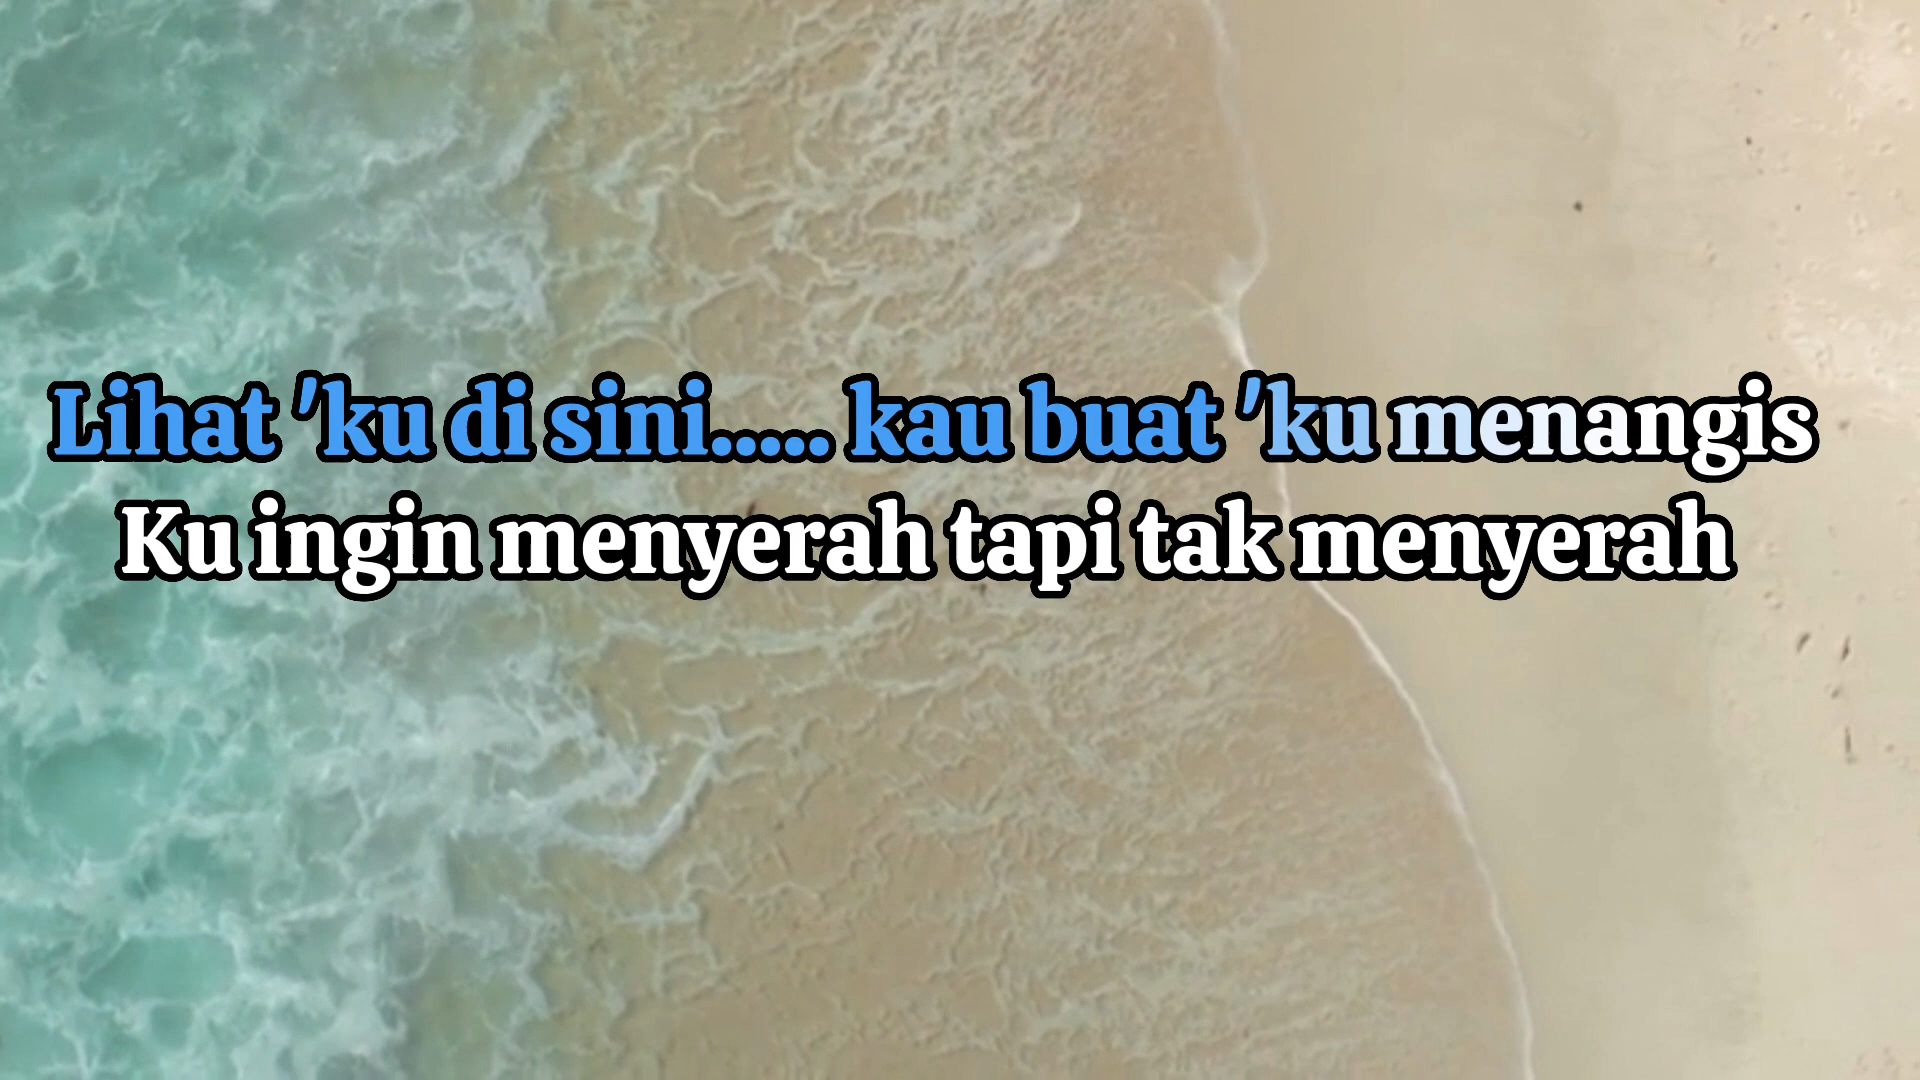 Lihat 'ku di sini..... kau buat 'ku menangis
Ku ingin menyerah tapi tak menyerah